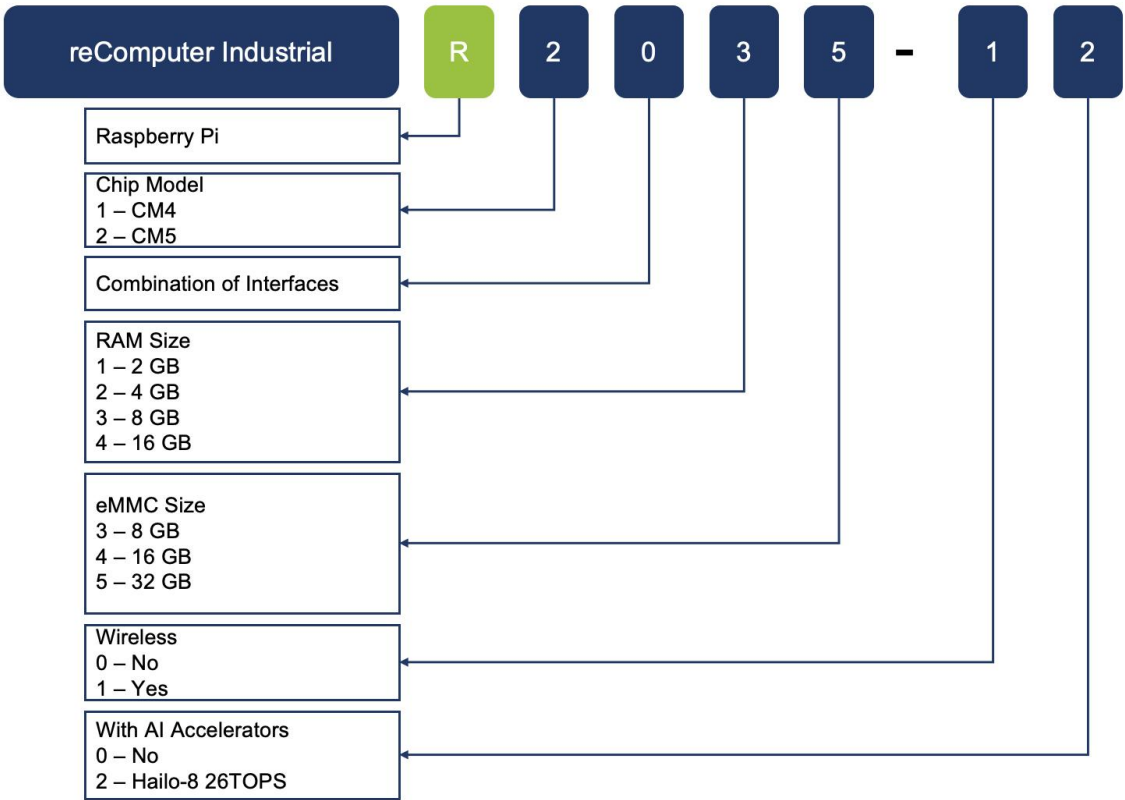 reComputer Industrial R 2 0 3 5 - 1 2
Raspberry Pi
Chip Model
1 – CM4
2 – CM5
Combination of Interfaces
RAM Size
1 – 2 GB
2 – 4 GB
3 – 8 GB
4 – 16 GB
eMMC Size
3 – 8 GB
4 – 16 GB
5 – 32 GB
Wireless
0 – No
1 – Yes
With AI Accelerators
0 – No
2 – Hailo-8 26TOPS